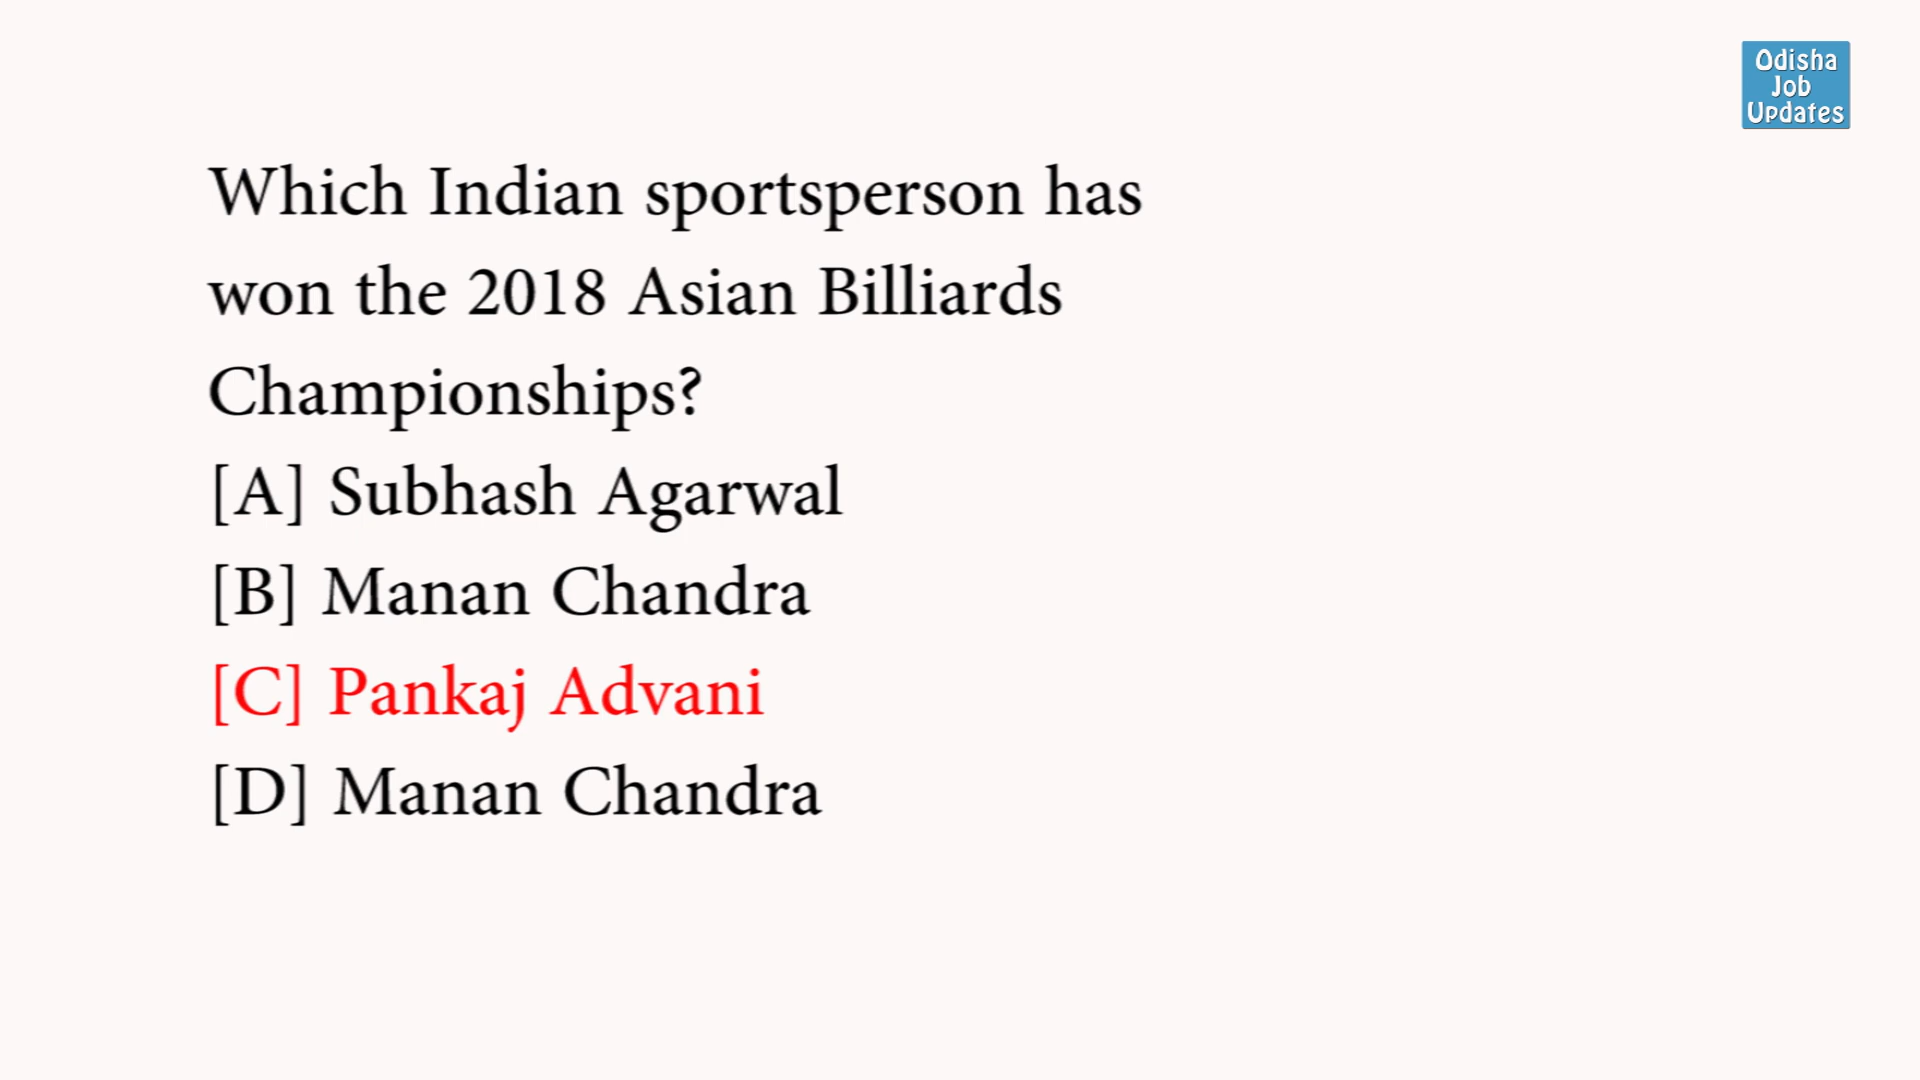 Odisha
Job
Updates
Which Indian sportsperson has
won the 2018 Asian Billiards
Championships?
[A] Subhash Agarwal
[B] Manan Chandra
[C] Pankaj Advani
[D] Manan Chandra